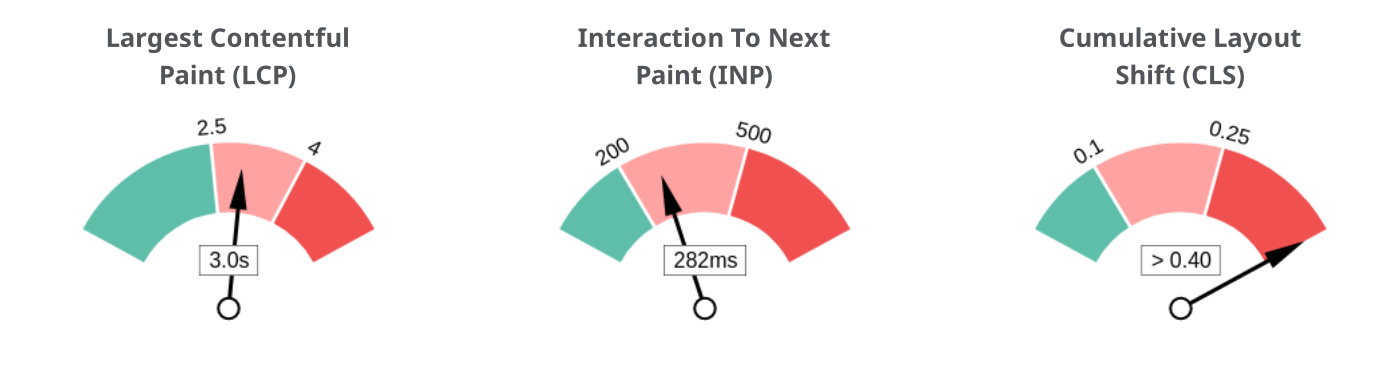 Largest Contentful
Paint (LCP)
2.5
4
3.0s
Interaction To Next
Paint (INP)
200
500
282ms
Cumulative Layout
Shift (CLS)
0.1
0.25
> 0.40